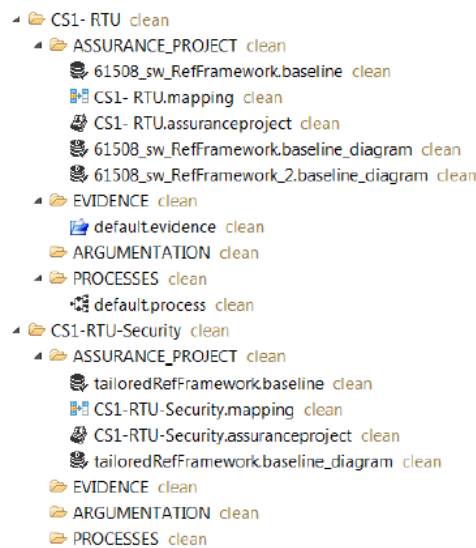 CS1- RTU clean
ASSURANCE_PROJECT clean
61508_sw_RefFramework.baseline clean
CS1- RTU.mapping clean
CS1- RTU.assuranceproject clean
61508_sw_RefFramework.baseline_diagram clean
61508_sw_RefFramework_2.baseline_diagram clean
EVIDENCE clean
default.evidence clean
ARGUMENTATION clean
PROCESSES clean
default.process clean
CS1-RTU-Security clean
ASSURANCE_PROJECT clean
tailoredRefFramework.baseline clean
CS1-RTU-Security.mapping clean
CS1-RTU-Security.assuranceproject clean
tailoredRefFramework.baseline_diagram clean
EVIDENCE clean
ARGUMENTATION clean
PROCESSES clean